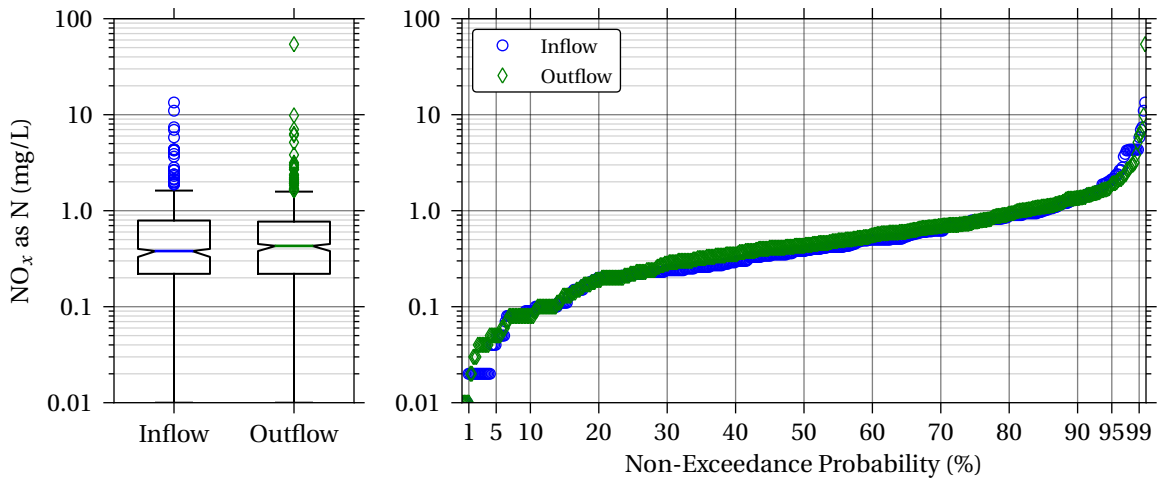 NOx as N (mg/L)
100
10
1.0
0.1
0.01
Inflow
Outflow
100
10
1.0
0.1
0.01
Inflow
Outflow
1 5 10 20 30 40 50 60 70 80 90 95 99
Non-Exceedance Probability (%)